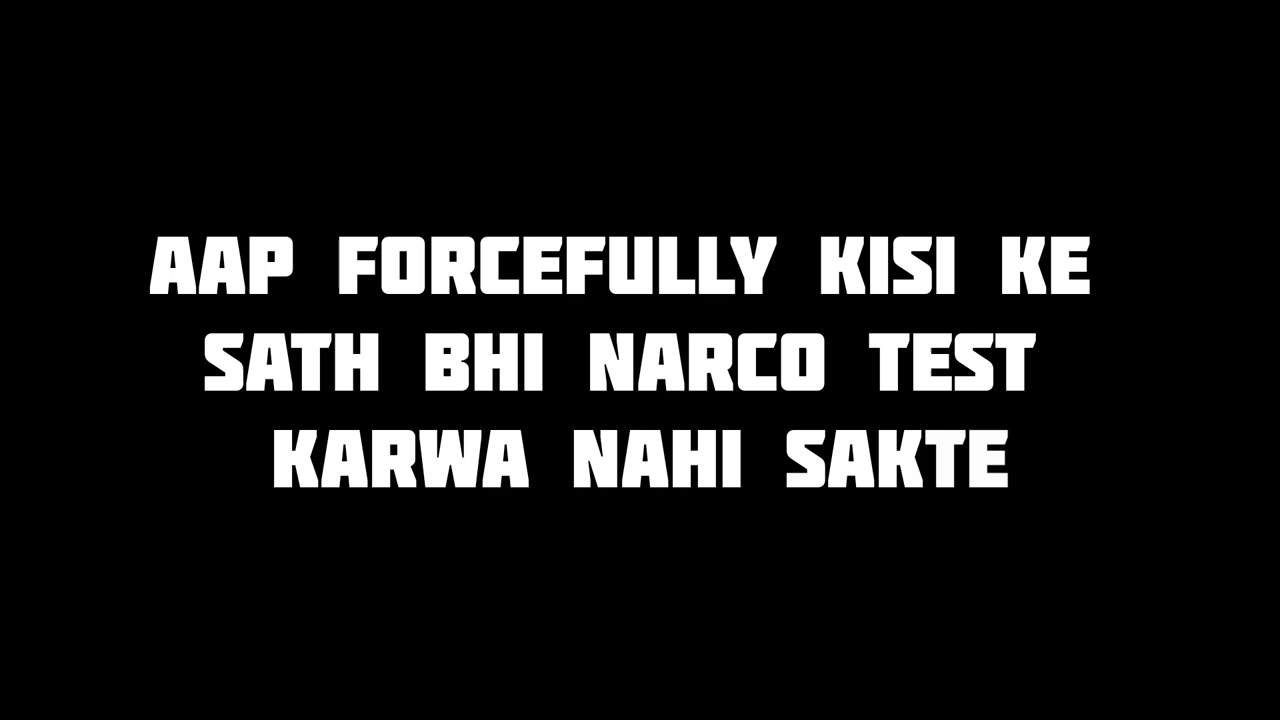 AAP FORCEFULLY KISI KE
SATH BHI NARCO TEST
KARWA NAHI SAKTE